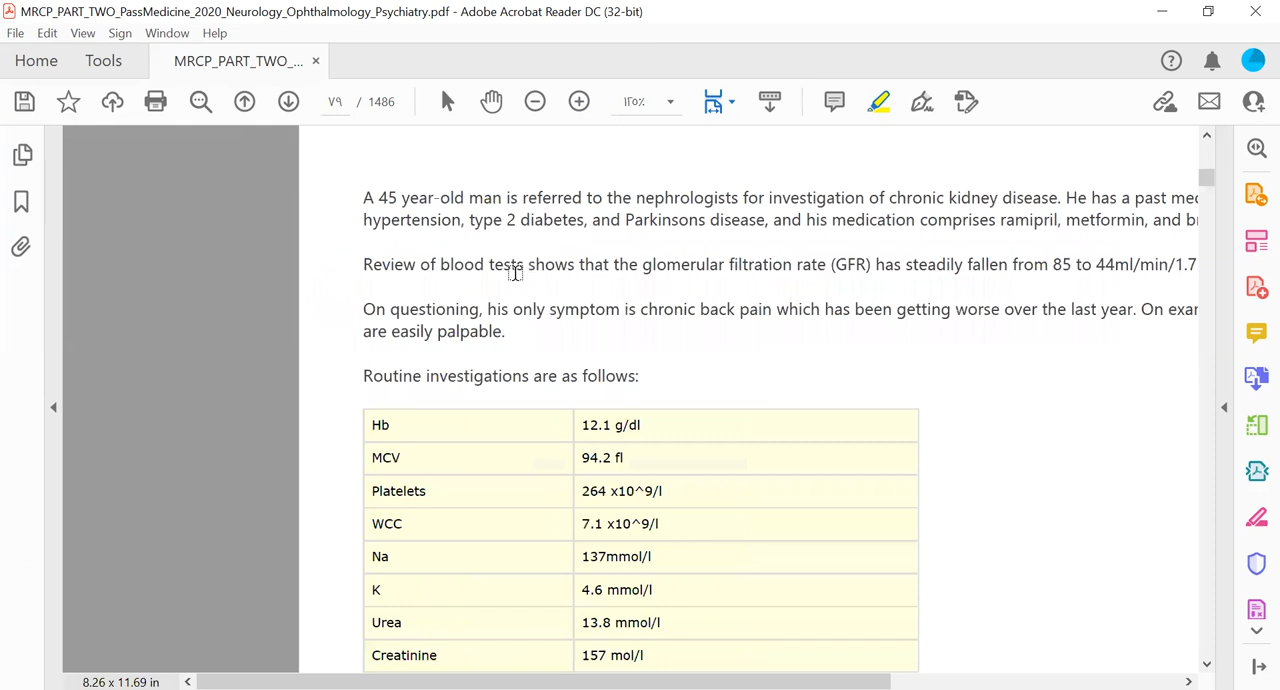 MRCP_PART_TWO_PassMedicine_2020_Neurology_Ophthalmology_Psychiatry.pdf - Adobe Acrobat Reader DC (32-bit)
File Edit View Sign Window Help
Home Tools MRCP_PART_TWO_... ×
٧٩ / 1486 ١٢٥٪
A 45 year-old man is referred to the nephrologists for investigation of chronic kidney disease. He has a past med
hypertension, type 2 diabetes, and Parkinsons disease, and his medication comprises ramipril, metformin, and br
Review of blood tests shows that the glomerular filtration rate (GFR) has steadily fallen from 85 to 44ml/min/1.7
On questioning, his only symptom is chronic back pain which has been getting worse over the last year. On exar
are easily palpable.
Routine investigations are as follows:
Hb 12.1 g/dl
MCV 94.2 fl
Platelets 264 x10^9/l
WCC 7.1 x10^9/l
Na 137mmol/l
K 4.6 mmol/l
Urea 13.8 mmol/l
Creatinine 157 mol/l
8.26 x 11.69 in